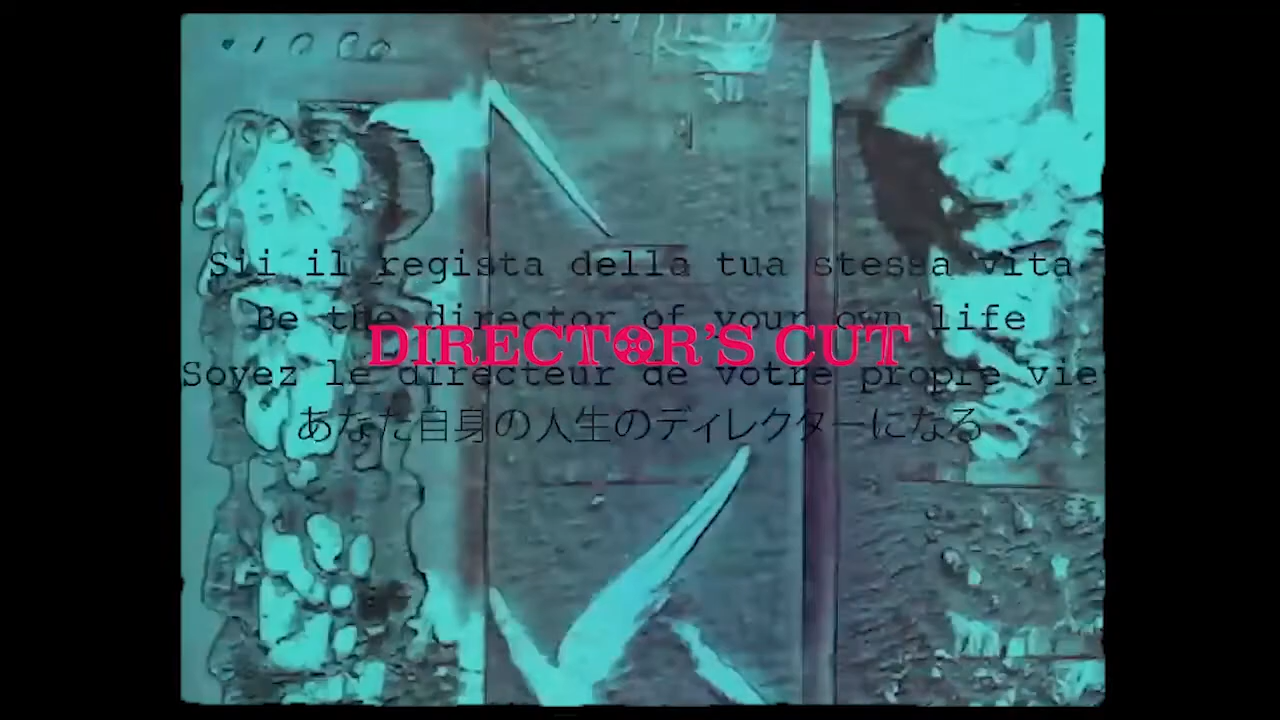 Sii il regista della tua stessa vita
Be the director of your own life
DIRECTOR'S CUT
Soyez le directeur de votre propre vie
あなた自身の人生のディレクターになる